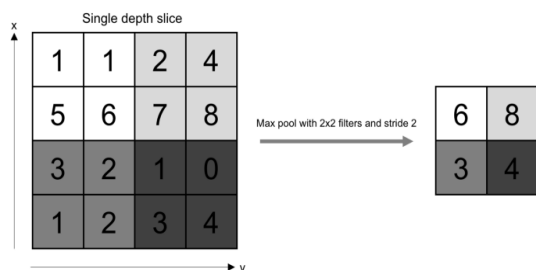 Single depth slice
x
1 1 2 4
5 6 7 8
3 2 1 0
1 2 3 4
y
Max pool with 2x2 filters and stride 2
6 8
3 4